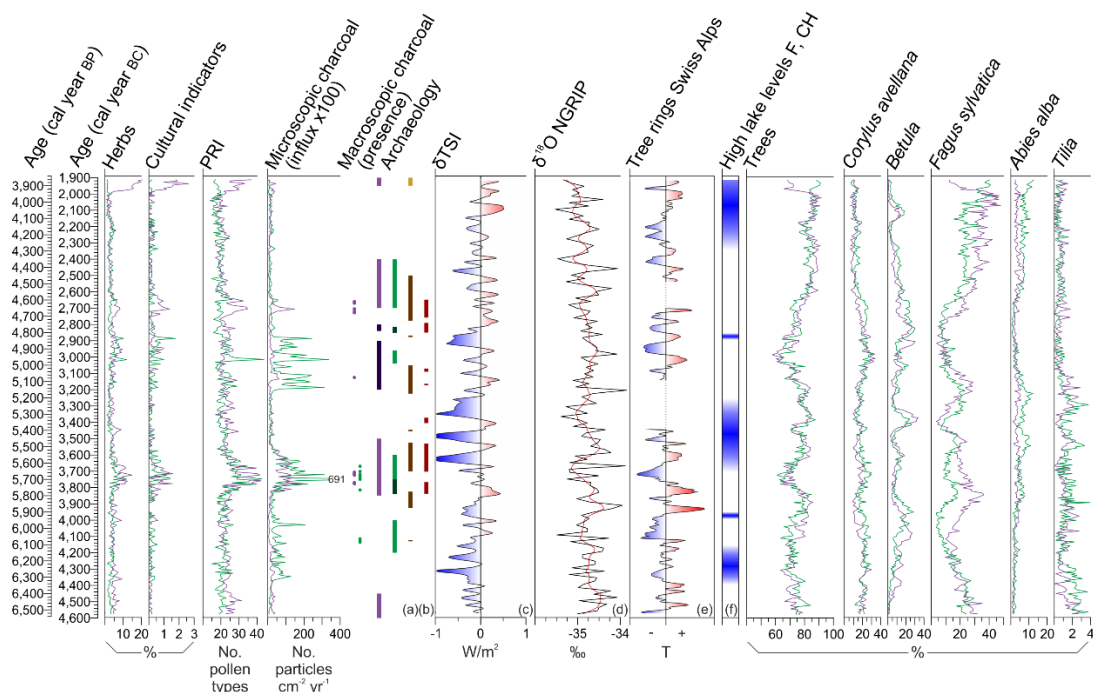 Age (cal year BP)
Age (cal year BC)
Herbs
Cultural indicators
PRI
Microscopic charcoal
(influx x100)
Macroscopic charcoal
(presence)
Archaeology
δTSI
δ¹⁸O NGRIP
Tree rings Swiss Alps
High lake levels F, CH
Trees
Corylus avellana
Betula
Fagus sylvatica
Abies alba
Tilia
3,900
4,000
4,100
4,200
4,300
4,400
4,500
4,600
4,700
4,800
4,900
5,000
5,100
5,200
5,300
5,400
5,500
5,600
5,700
5,800
5,900
6,000
6,100
6,200
6,300
6,400
6,500
1,900
2,000
2,100
2,200
2,300
2,400
2,500
2,600
2,700
2,800
2,900
3,000
3,100
3,200
3,300
3,400
3,500
3,600
3,700
3,800
3,900
4,000
4,100
4,200
4,300
4,400
4,500
4,600
691
(a)
(b)
(c)
(d)
(e)
(f)
10 20
0 1 2 3
20 30 40
0 200 400
-1 0 1
-35 -34
- +
40 60 80 100
10 20 30 40
10 20 30 40
20 40
10 20
0 2 4
%
No.
pollen
types
No.
particles
cm⁻² yr⁻¹
W/m²
‰
T
%